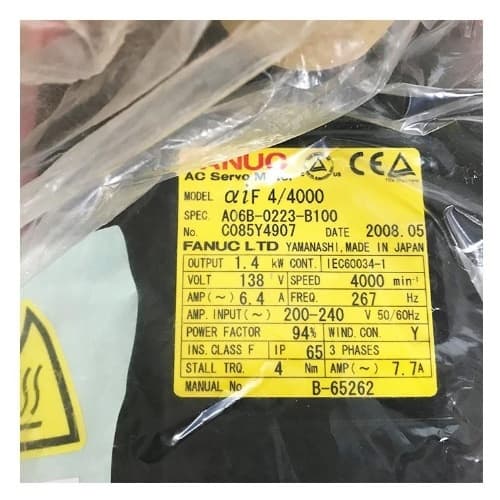 FANUC
AC Servo Motor
MODEL αiF 4/4000
SPEC. A06B-0223-B100
No. C085Y4907 DATE 2008.05
FANUC LTD YAMANASHI, MADE IN JAPAN
OUTPUT 1.4 kW CONT. IEC60034-1
VOLT 138 V SPEED 4000 min⁻¹
AMP(~) 6.4 A FREQ. 267 Hz
AMP. INPUT(~) 200-240 V 50/60Hz
POWER FACTOR 94% WIND. CON. Y
INS. CLASS F IP 65 3 PHASES
STALL TRQ. 4 Nm AMP(~) 7.7A
MANUAL No. B-65262